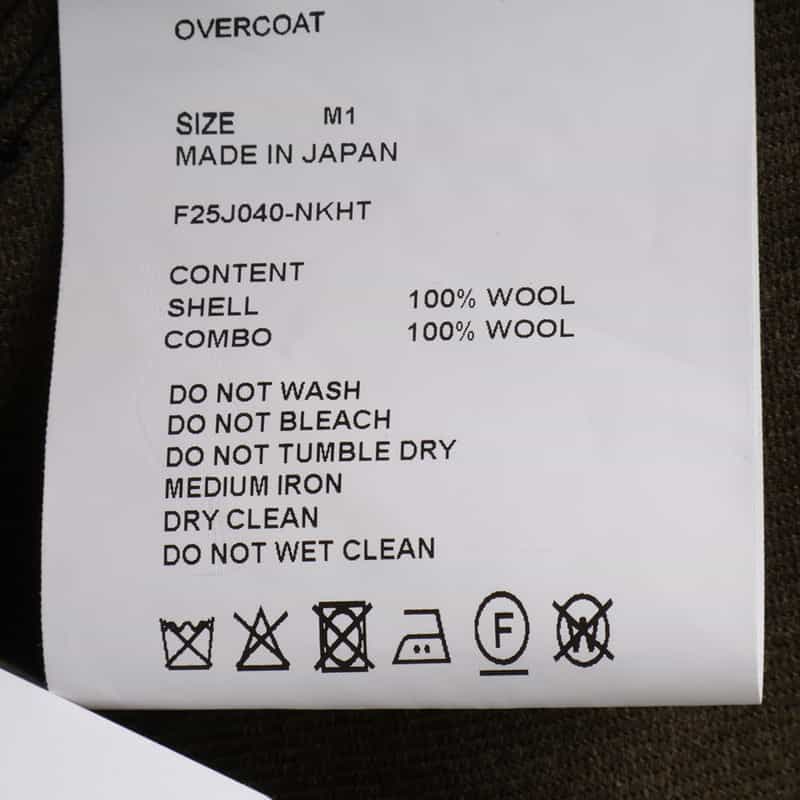 OVERCOAT
SIZE M1
MADE IN JAPAN
F25J040-NKHT
CONTENT
SHELL 100% WOOL
COMBO 100% WOOL
DO NOT WASH
DO NOT BLEACH
DO NOT TUMBLE DRY
MEDIUM IRON
DRY CLEAN
DO NOT WET CLEAN
F W